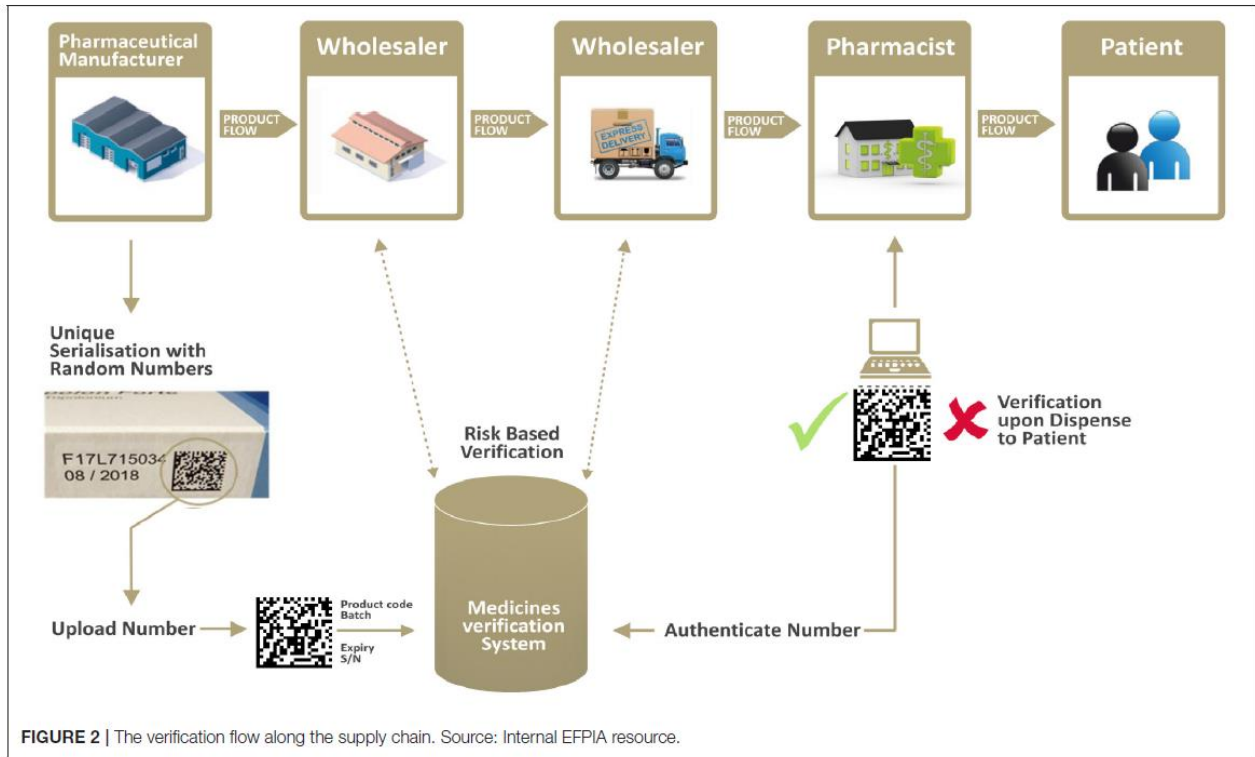 Pharmaceutical
Manufacturer
Wholesaler
Wholesaler
Pharmacist
Patient
PRODUCT
FLOW
PRODUCT
FLOW
EXPRESS
DELIVERY
PRODUCT
FLOW
PRODUCT
FLOW
Unique
Serialisation with
Random Numbers
F17L715034
08 / 2018
Upload Number
Product code
Batch
Expiry
S/N
Risk Based
Verification
Medicines
verification
System
Verification
upon Dispense
to Patient
Authenticate Number
FIGURE 2 | The verification flow along the supply chain. Source: Internal EFPIA resource.